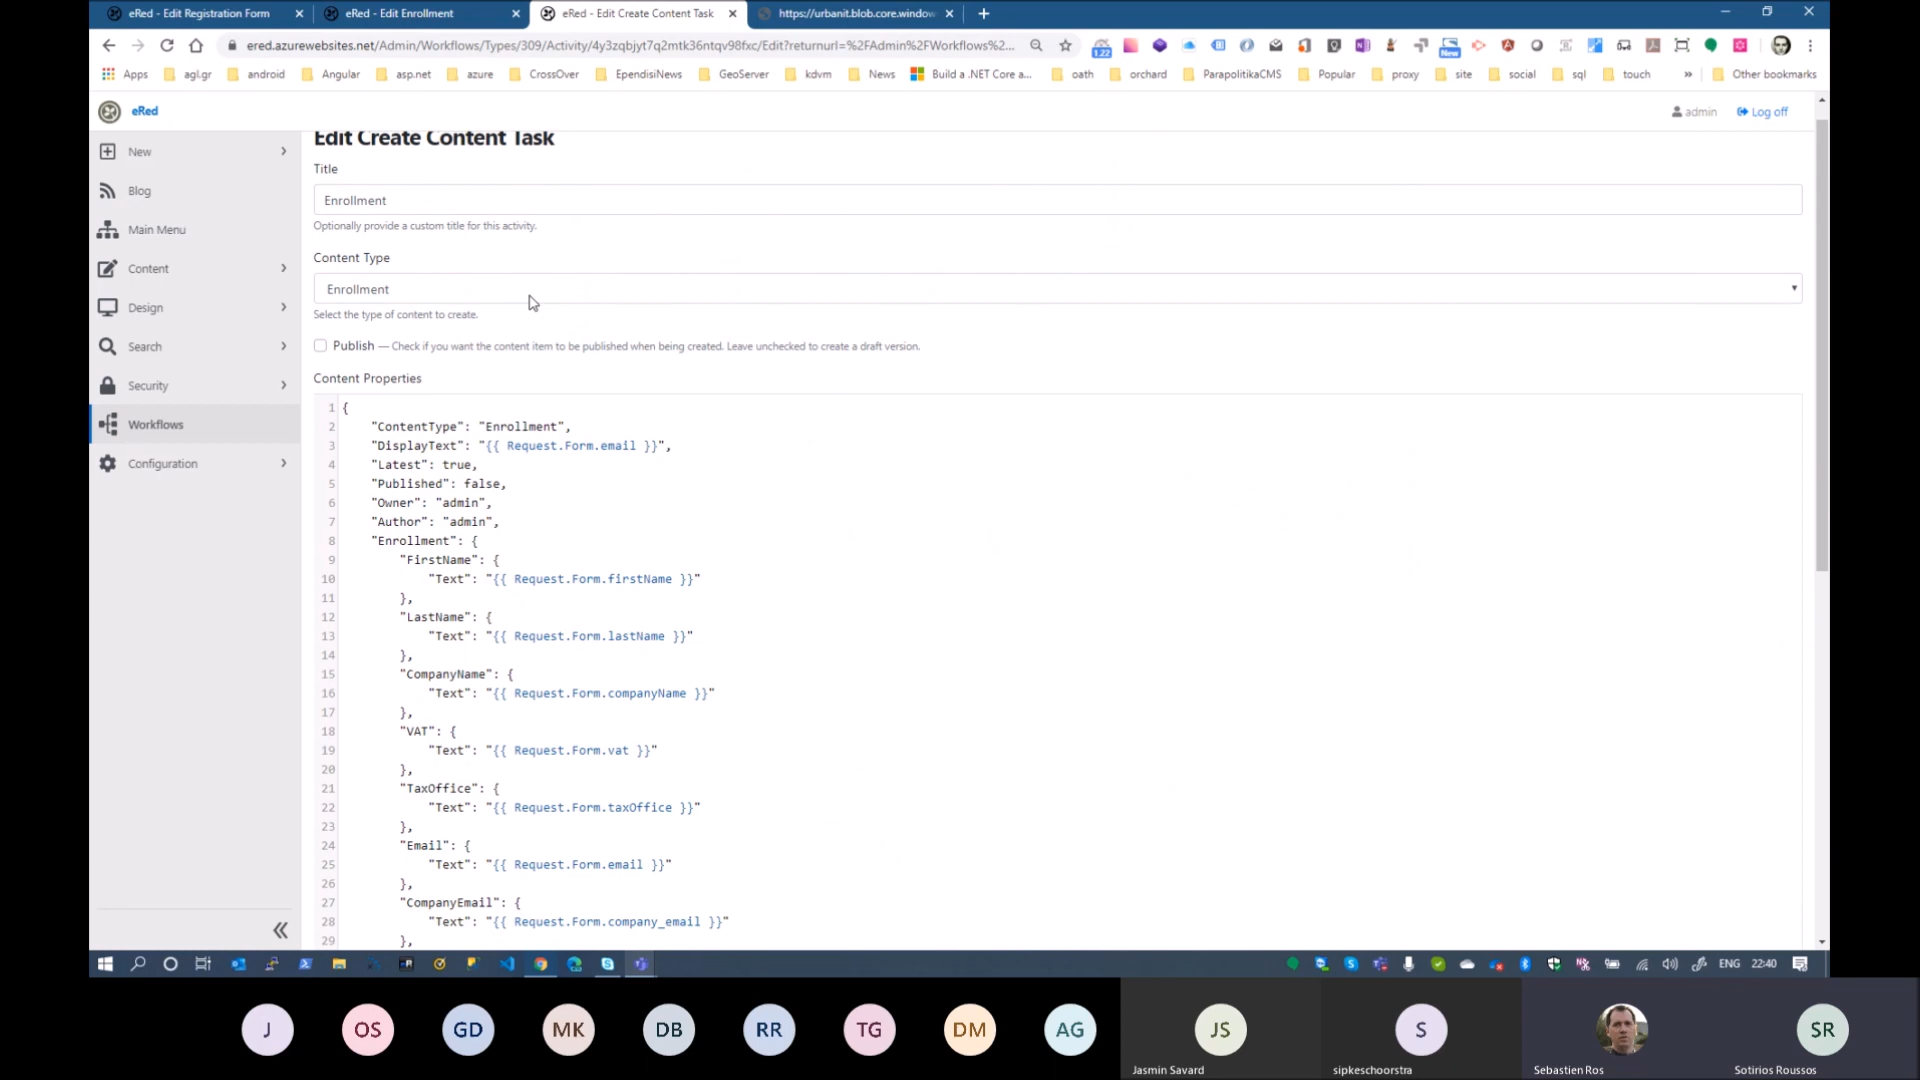 eRed - Edit Registration Form
eRed - Edit Enrollment
eRed - Edit Create Content Task
https://urbanit.blob.core.window
ered.azurewebsites.net/Admin/Workflows/Types/309/Activity/4y3zqbjyt7q2mtk36ntqv98fxc/Edit?returnurl=%2FAdmin%2FWorkflows%2...
1.22
New
Apps
agl.gr
android
Angular
asp.net
azure
CrossOver
EpendisiNews
GeoServer
kdvm
News
Build a .NET Core a...
oath
orchard
ParapolitikaCMS
Popular
proxy
site
social
sql
touch
»
Other bookmarks
eRed
admin
Log off
New
Blog
Main Menu
Content
Design
Search
Security
Workflows
Configuration
Edit Create Content Task
Title
Enrollment
Optionally provide a custom title for this activity.
Content Type
Enrollment
Select the type of content to create.
Publish — Check if you want the content item to be published when being created. Leave unchecked to create a draft version.
Content Properties
1 {
2 "ContentType": "Enrollment",
3 "DisplayText": "{{ Request.Form.email }}",
4 "Latest": true,
5 "Published": false,
6 "Owner": "admin",
7 "Author": "admin",
8 "Enrollment": {
9 "FirstName": {
10 "Text": "{{ Request.Form.firstName }}"
11 },
12 "LastName": {
13 "Text": "{{ Request.Form.lastName }}"
14 },
15 "CompanyName": {
16 "Text": "{{ Request.Form.companyName }}"
17 },
18 "VAT": {
19 "Text": "{{ Request.Form.vat }}"
20 },
21 "TaxOffice": {
22 "Text": "{{ Request.Form.taxOffice }}"
23 },
24 "Email": {
25 "Text": "{{ Request.Form.email }}"
26 },
27 "CompanyEmail": {
28 "Text": "{{ Request.Form.company_email }}"
29 },
ENG
22:40
J
OS
GD
MK
DB
RR
TG
DM
AG
JS
S
SR
Jasmin Savard
sipkeschoorstra
Sebastien Ros
Sotirios Roussos